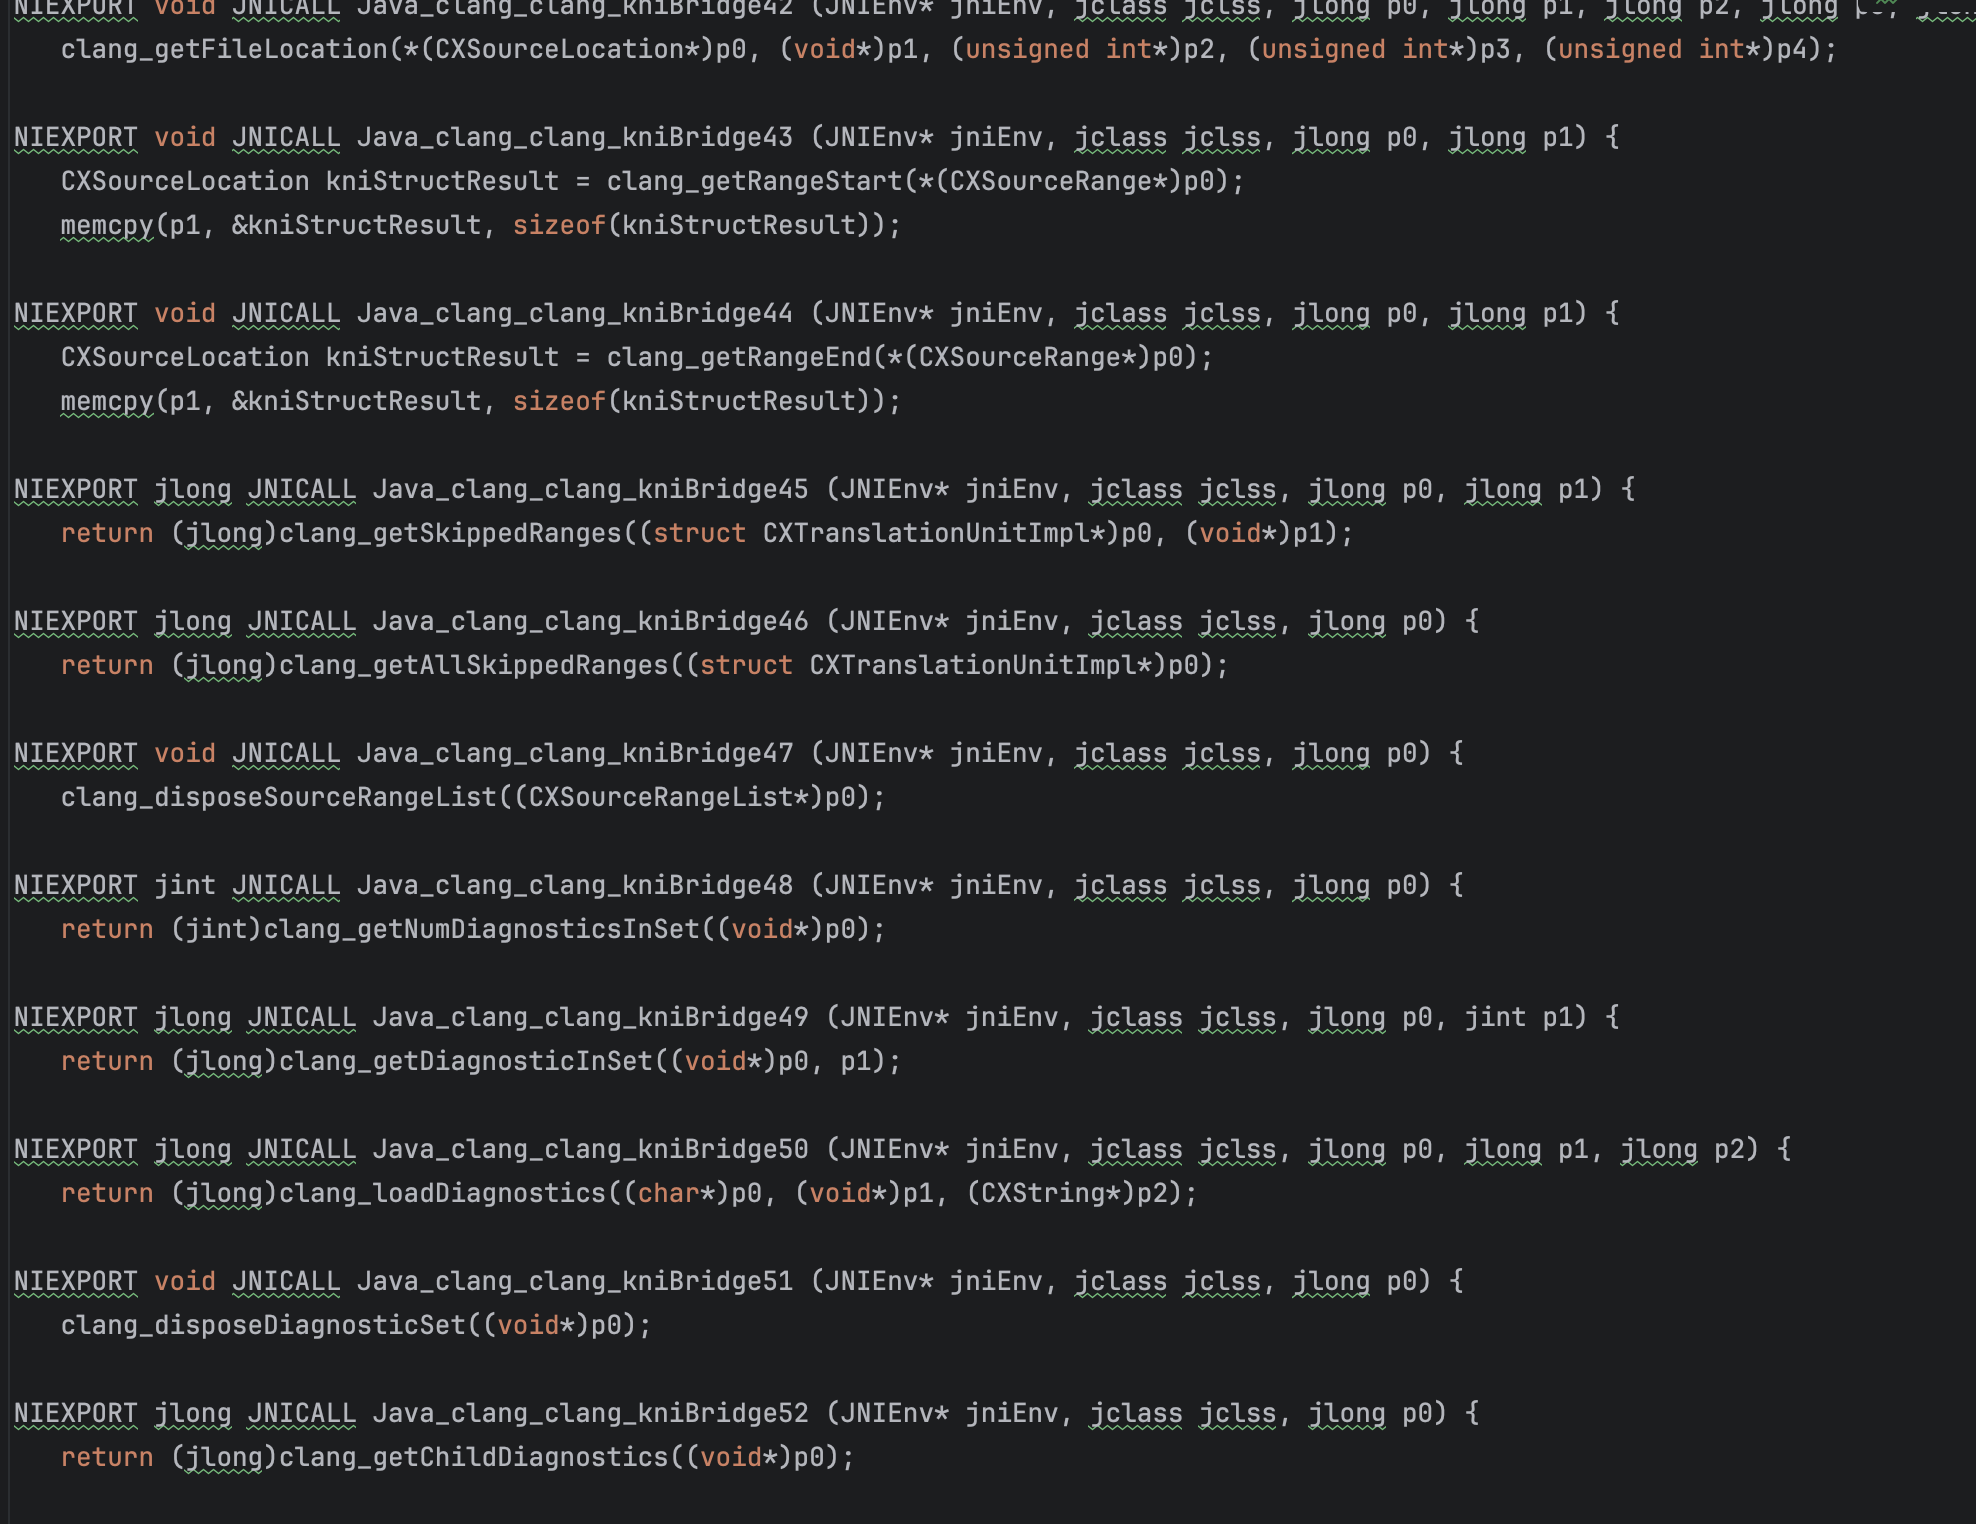 NIEXPORT void JNICALL Java_clang_clang_kniBridge42 (JNIEnv* jniEnv, jclass jclss, jlong p0, jlong p1, jlong p2, jlong
clang_getFileLocation(*(CXSourceLocation*)p0, (void*)p1, (unsigned int*)p2, (unsigned int*)p3, (unsigned int*)p4);
NIEXPORT void JNICALL Java_clang_clang_kniBridge43 (JNIEnv* jniEnv, jclass jclss, jlong p0, jlong p1) {
CXSourceLocation kniStructResult = clang_getRangeStart(*(CXSourceRange*)p0);
memcpy(p1, &kniStructResult, sizeof(kniStructResult));
NIEXPORT void JNICALL Java_clang_clang_kniBridge44 (JNIEnv* jniEnv, jclass jclss, jlong p0, jlong p1) {
CXSourceLocation kniStructResult = clang_getRangeEnd(*(CXSourceRange*)p0);
memcpy(p1, &kniStructResult, sizeof(kniStructResult));
NIEXPORT jlong JNICALL Java_clang_clang_kniBridge45 (JNIEnv* jniEnv, jclass jclss, jlong p0, jlong p1) {
return (jlong)clang_getSkippedRanges((struct CXTranslationUnitImpl*)p0, (void*)p1);
NIEXPORT jlong JNICALL Java_clang_clang_kniBridge46 (JNIEnv* jniEnv, jclass jclss, jlong p0) {
return (jlong)clang_getAllSkippedRanges((struct CXTranslationUnitImpl*)p0);
NIEXPORT void JNICALL Java_clang_clang_kniBridge47 (JNIEnv* jniEnv, jclass jclss, jlong p0) {
clang_disposeSourceRangeList((CXSourceRangeList*)p0);
NIEXPORT jint JNICALL Java_clang_clang_kniBridge48 (JNIEnv* jniEnv, jclass jclss, jlong p0) {
return (jint)clang_getNumDiagnosticsInSet((void*)p0);
NIEXPORT jlong JNICALL Java_clang_clang_kniBridge49 (JNIEnv* jniEnv, jclass jclss, jlong p0, jint p1) {
return (jlong)clang_getDiagnosticInSet((void*)p0, p1);
NIEXPORT jlong JNICALL Java_clang_clang_kniBridge50 (JNIEnv* jniEnv, jclass jclss, jlong p0, jlong p1, jlong p2) {
return (jlong)clang_loadDiagnostics((char*)p0, (void*)p1, (CXString*)p2);
NIEXPORT void JNICALL Java_clang_clang_kniBridge51 (JNIEnv* jniEnv, jclass jclss, jlong p0) {
clang_disposeDiagnosticSet((void*)p0);
NIEXPORT jlong JNICALL Java_clang_clang_kniBridge52 (JNIEnv* jniEnv, jclass jclss, jlong p0) {
return (jlong)clang_getChildDiagnostics((void*)p0);